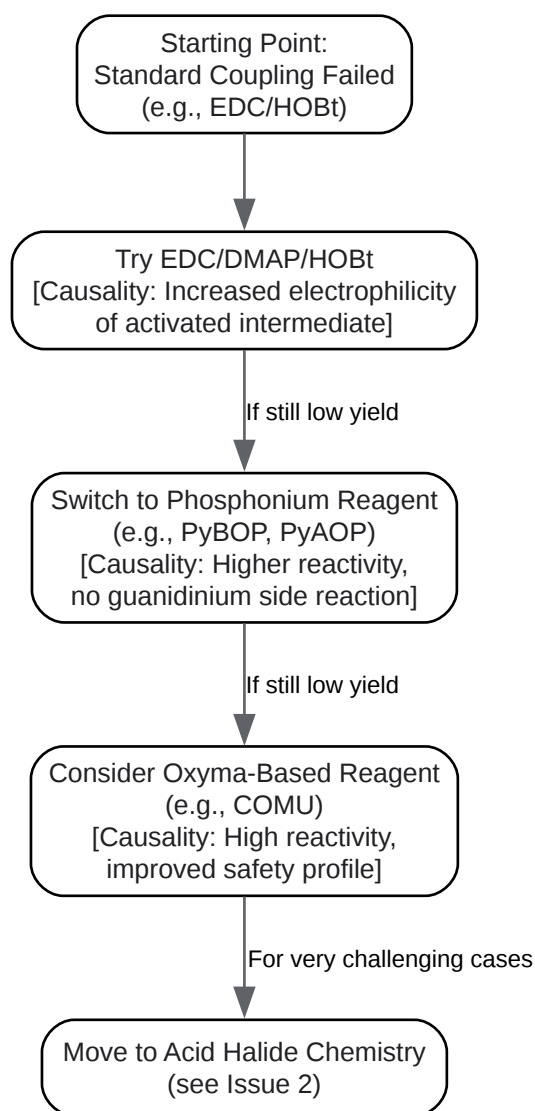 Starting Point:
Standard Coupling Failed
(e.g., EDC/HOBt)
Try EDC/DMAP/HOBt
[Causality: Increased electrophilicity
of activated intermediate]
If still low yield
Switch to Phosphonium Reagent
(e.g., PyBOP, PyAOP)
[Causality: Higher reactivity,
no guanidinium side reaction]
If still low yield
Consider Oxyma-Based Reagent
(e.g., COMU)
[Causality: High reactivity,
improved safety profile]
For very challenging cases
Move to Acid Halide Chemistry
(see Issue 2)